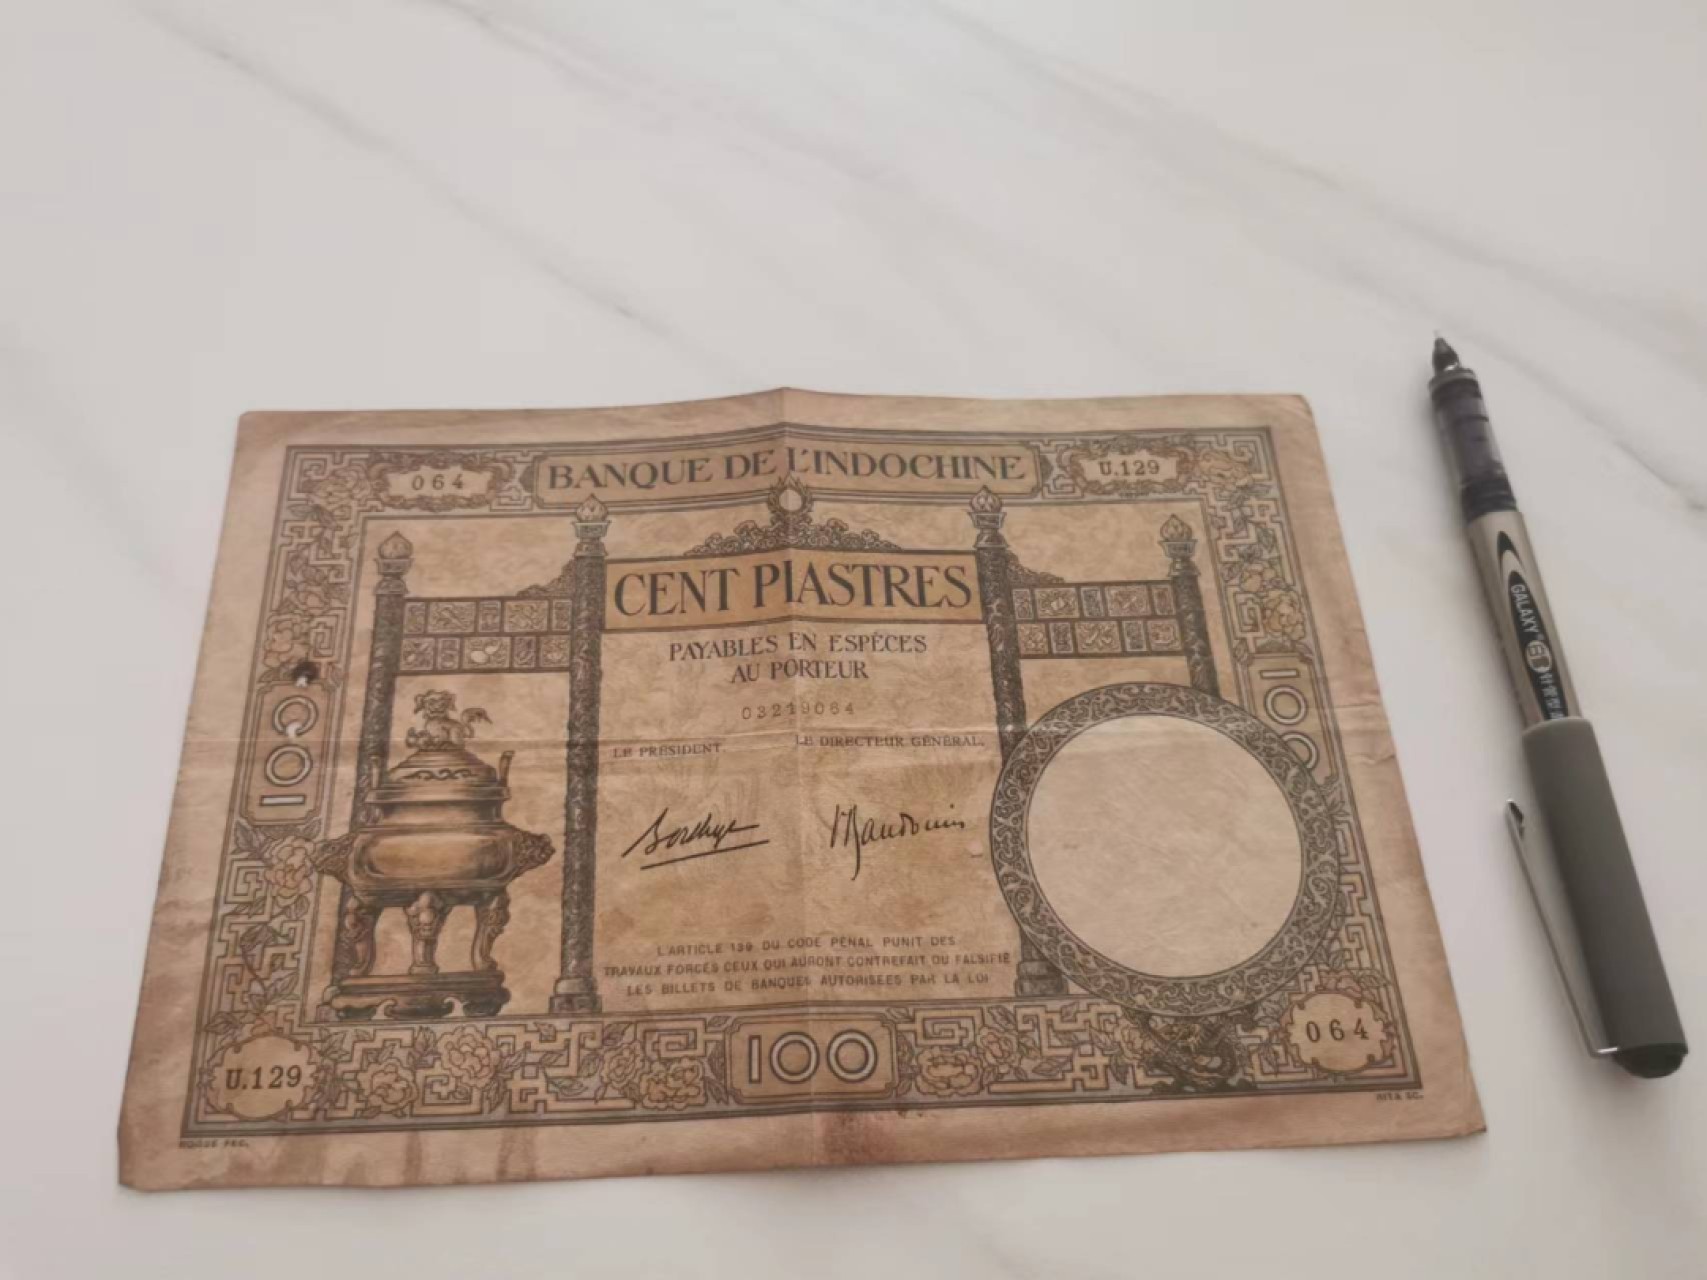 064
BANQUE DE L'INDOCHINE
U.129
CENT PIASTRES
PAYABLES EN ESPÈCES
AU PORTEUR
03219064
LE PRÉSIDENT.
LE DIRECTEUR GÉNÉRAL.
100
100
L'ARTICLE 139 DU CODE PÉNAL PUNIT DES
TRAVAUX FORCÉS CEUX QUI AURONT CONTREFAIT OU FALSIFIÉ
LES BILLETS DE BANQUES AUTORISÉES PAR LA LOI
U.129
100
064
GALAXY